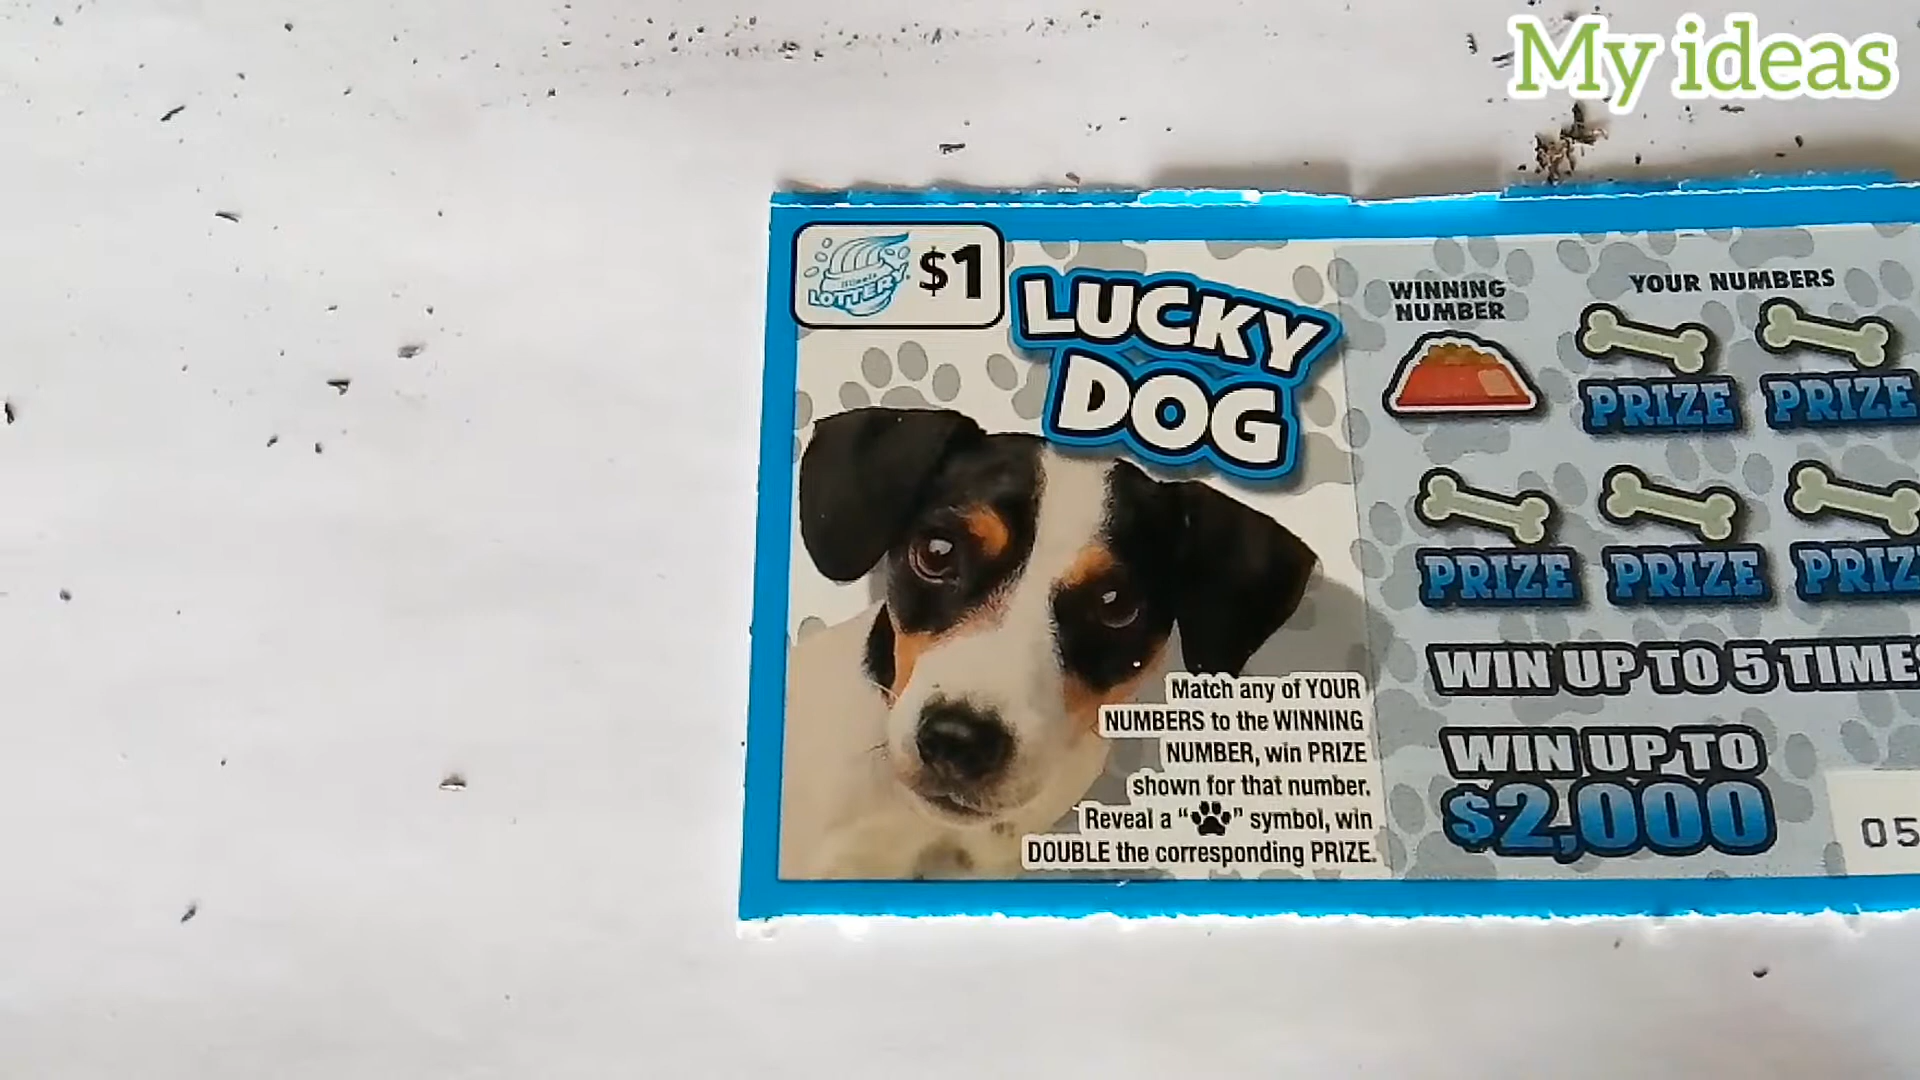 My ideas
Illinois
LOTTERY
$1
LUCKY
DOG
WINNING
NUMBER
YOUR NUMBERS
PRIZE PRIZE
PRIZE PRIZE PRIZ
WIN UP TO 5 TIMES
WIN UP TO
$2,000
05
Match any of YOUR
NUMBERS to the WINNING
NUMBER, win PRIZE
shown for that number.
Reveal a “ ” symbol, win
DOUBLE the corresponding PRIZE.